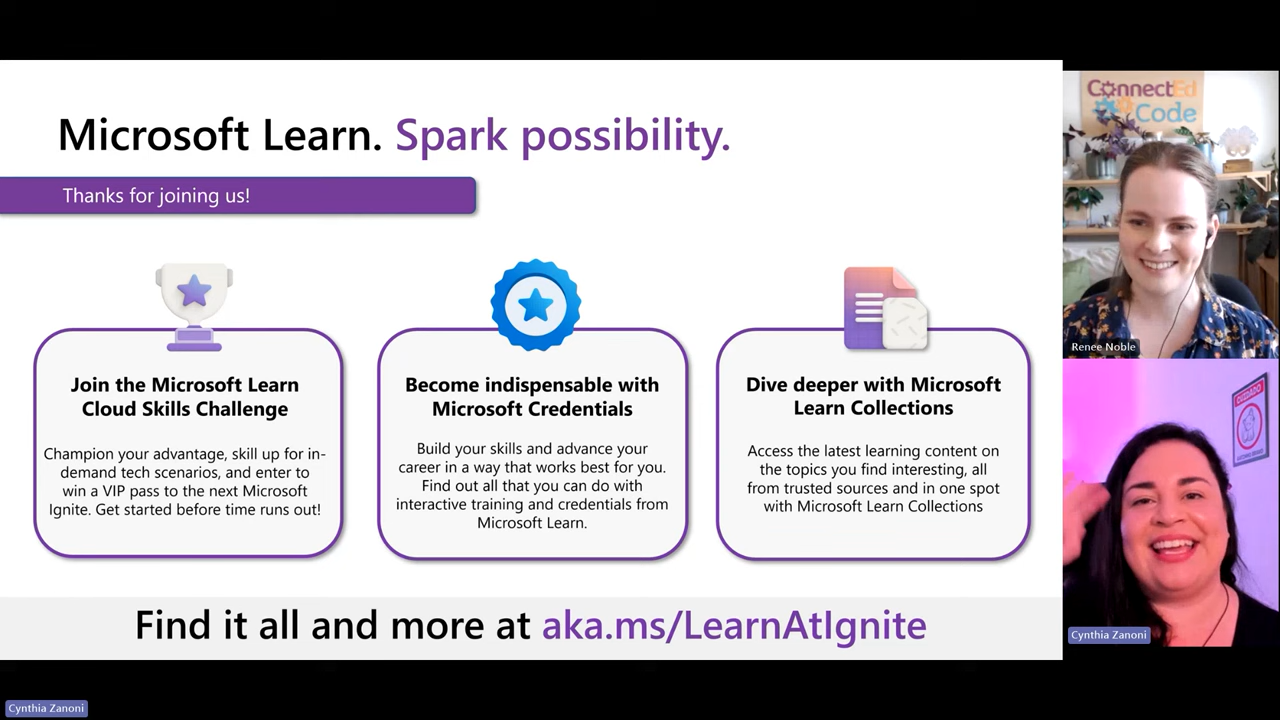 Microsoft Learn. Spark possibility.
Thanks for joining us!
Join the Microsoft Learn
Cloud Skills Challenge
Champion your advantage, skill up for in-
demand tech scenarios, and enter to
win a VIP pass to the next Microsoft
Ignite. Get started before time runs out!
Become indispensable with
Microsoft Credentials
Build your skills and advance your
career in a way that works best for you.
Find out all that you can do with
interactive training and credentials from
Microsoft Learn.
Dive deeper with Microsoft
Learn Collections
Access the latest learning content on
the topics you find interesting, all
from trusted sources and in one spot
with Microsoft Learn Collections
Find it all and more at aka.ms/LearnAtIgnite
ConnectEd
Code
Renee Noble
CUIDADO
Cynthia Zanoni
Cynthia Zanoni